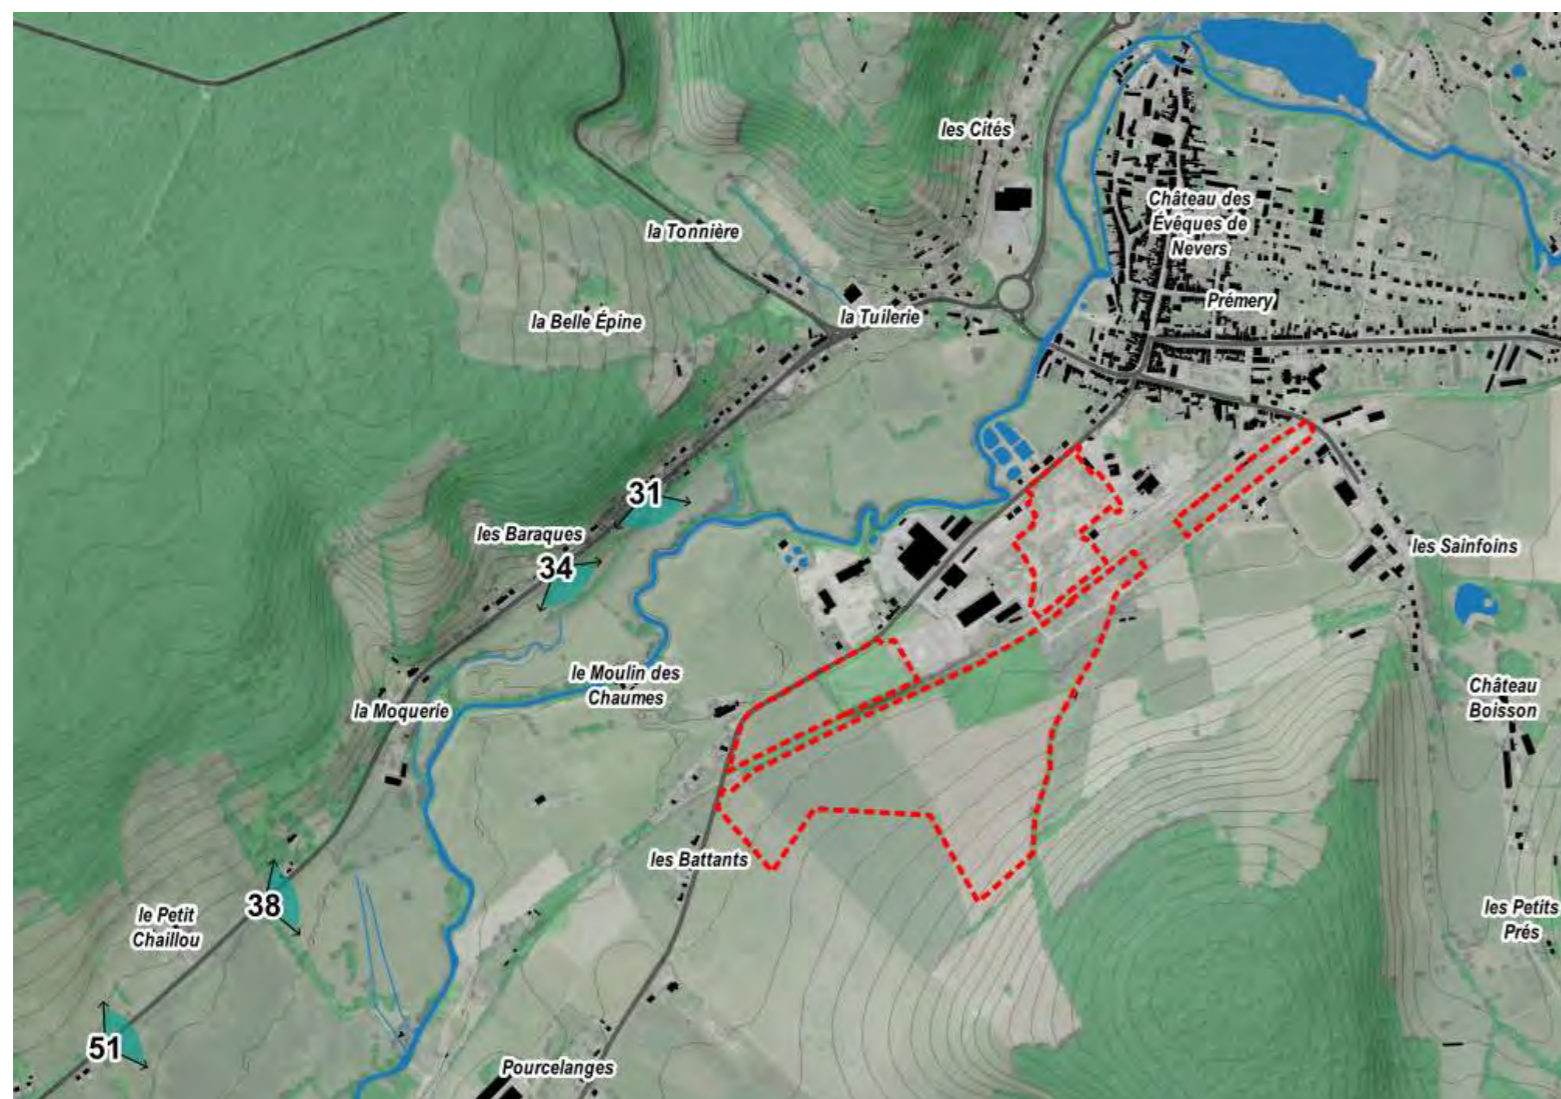 les Cités
Château des
Évêques de
Nevers
la Tonnière
Prémery
la Belle Épine
la Tuilerie
31
les Baraques
34
les Sainfoins
le Moulin des
Chaumes
la Moquerie
Château
Boisson
les Battants
38
le Petit
Chaillou
les Petits
Prés
51
Pourcelanges